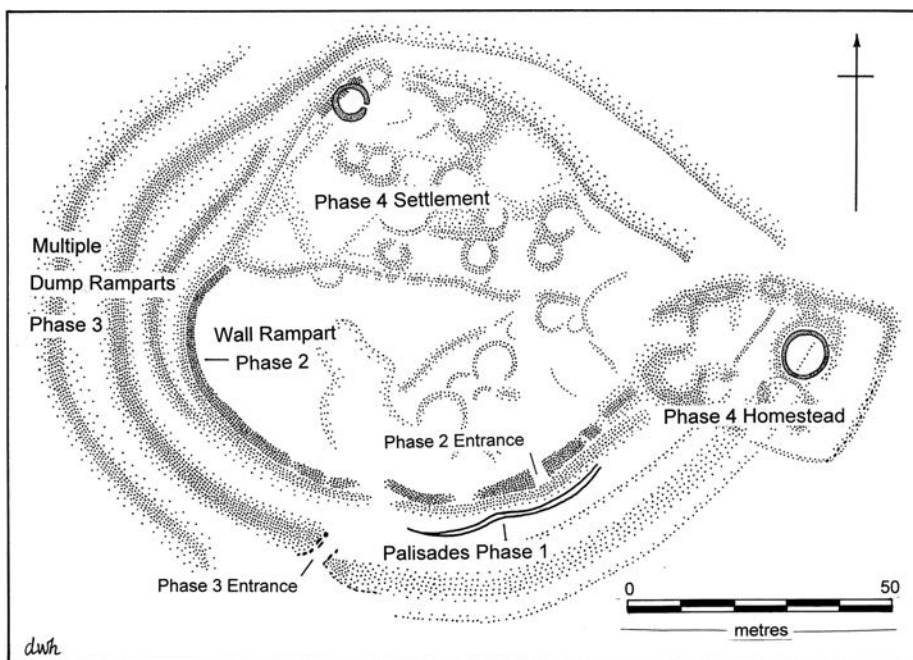 Phase 4 Settlement
Multiple
Dump Ramparts
Phase 3
Wall Rampart
Phase 2
Phase 4 Homestead
Phase 2 Entrance
Palisades Phase 1
Phase 3 Entrance
0
50
metres
dwh